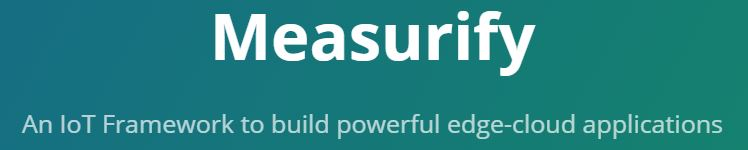 Measurify
An IoT Framework to build powerful edge-cloud applications